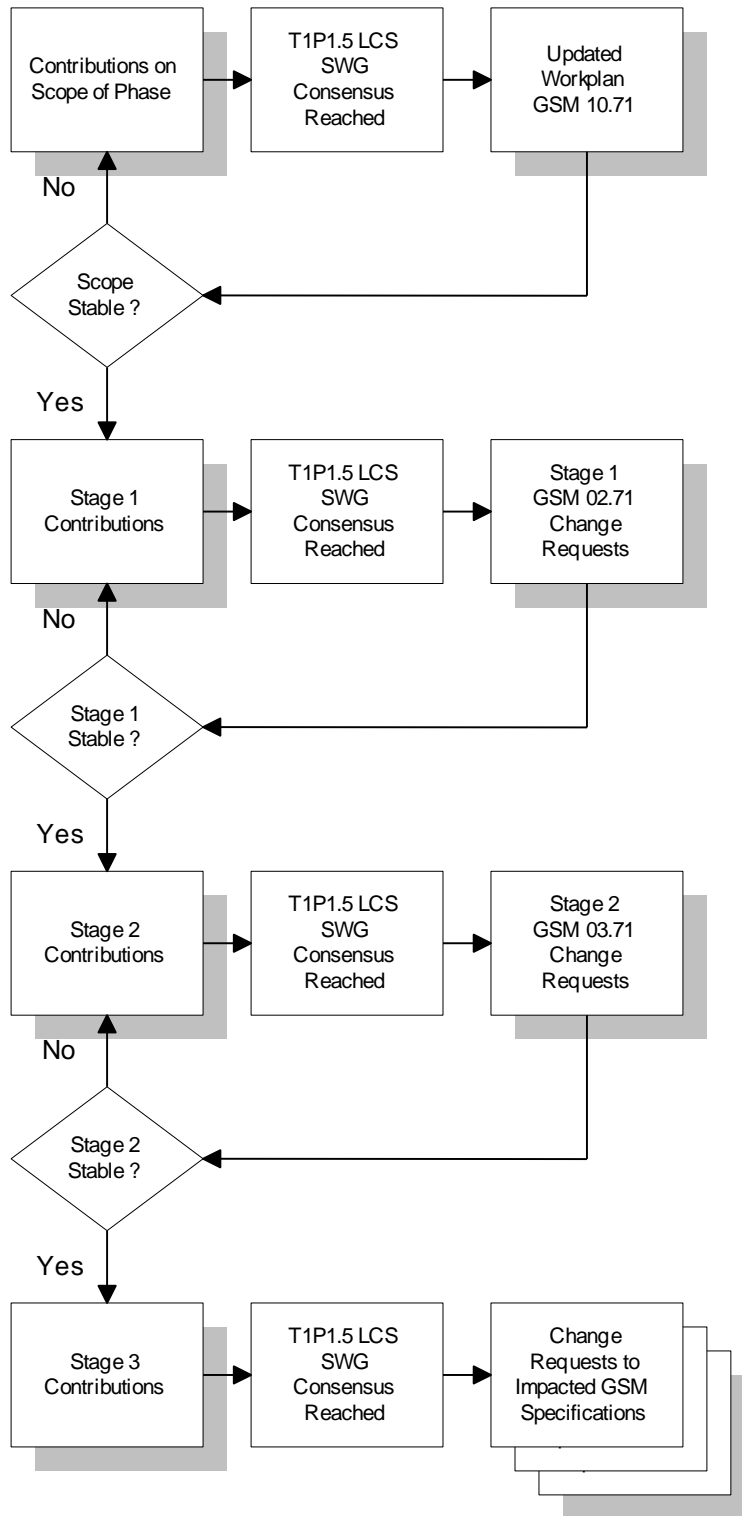 Contributions on
Scope of Phase
T1P1.5 LCS
SWG
Consensus
Reached
Updated
Workplan
GSM 10.71
No
Scope
Stable ?
Yes
Stage 1
Contributions
T1P1.5 LCS
SWG
Consensus
Reached
Stage 1
GSM 02.71
Change
Requests
No
Stage 1
Stable ?
Yes
Stage 2
Contributions
T1P1.5 LCS
SWG
Consensus
Reached
Stage 2
GSM 03.71
Change
Requests
No
Stage 2
Stable ?
Yes
Stage 3
Contributions
T1P1.5 LCS
SWG
Consensus
Reached
Change
Requests to
Impacted GSM
Specifications